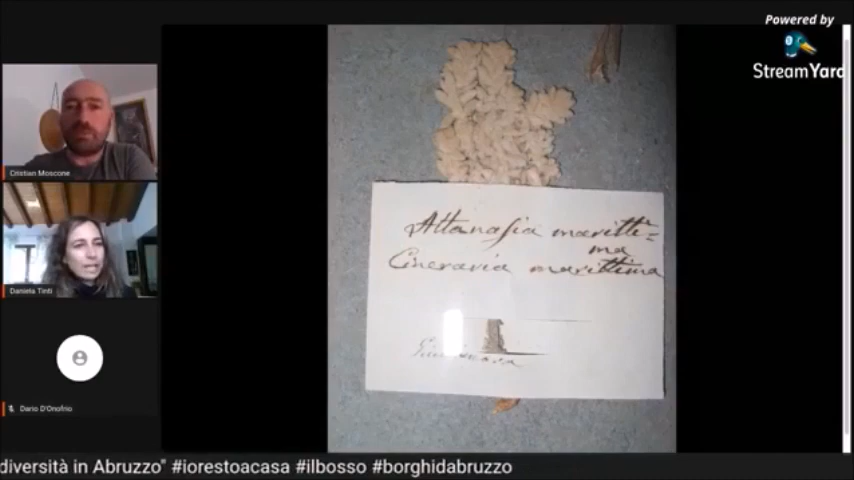 Powered by
StreamYard
Cristian Moscone
Daniela Tinti
Dario D'Onofrio
Attanasia maritti=
ma
Cineraria marittima
diversità in Abruzzo" #iorestoacasa #ilbosso #borghidabruzzo